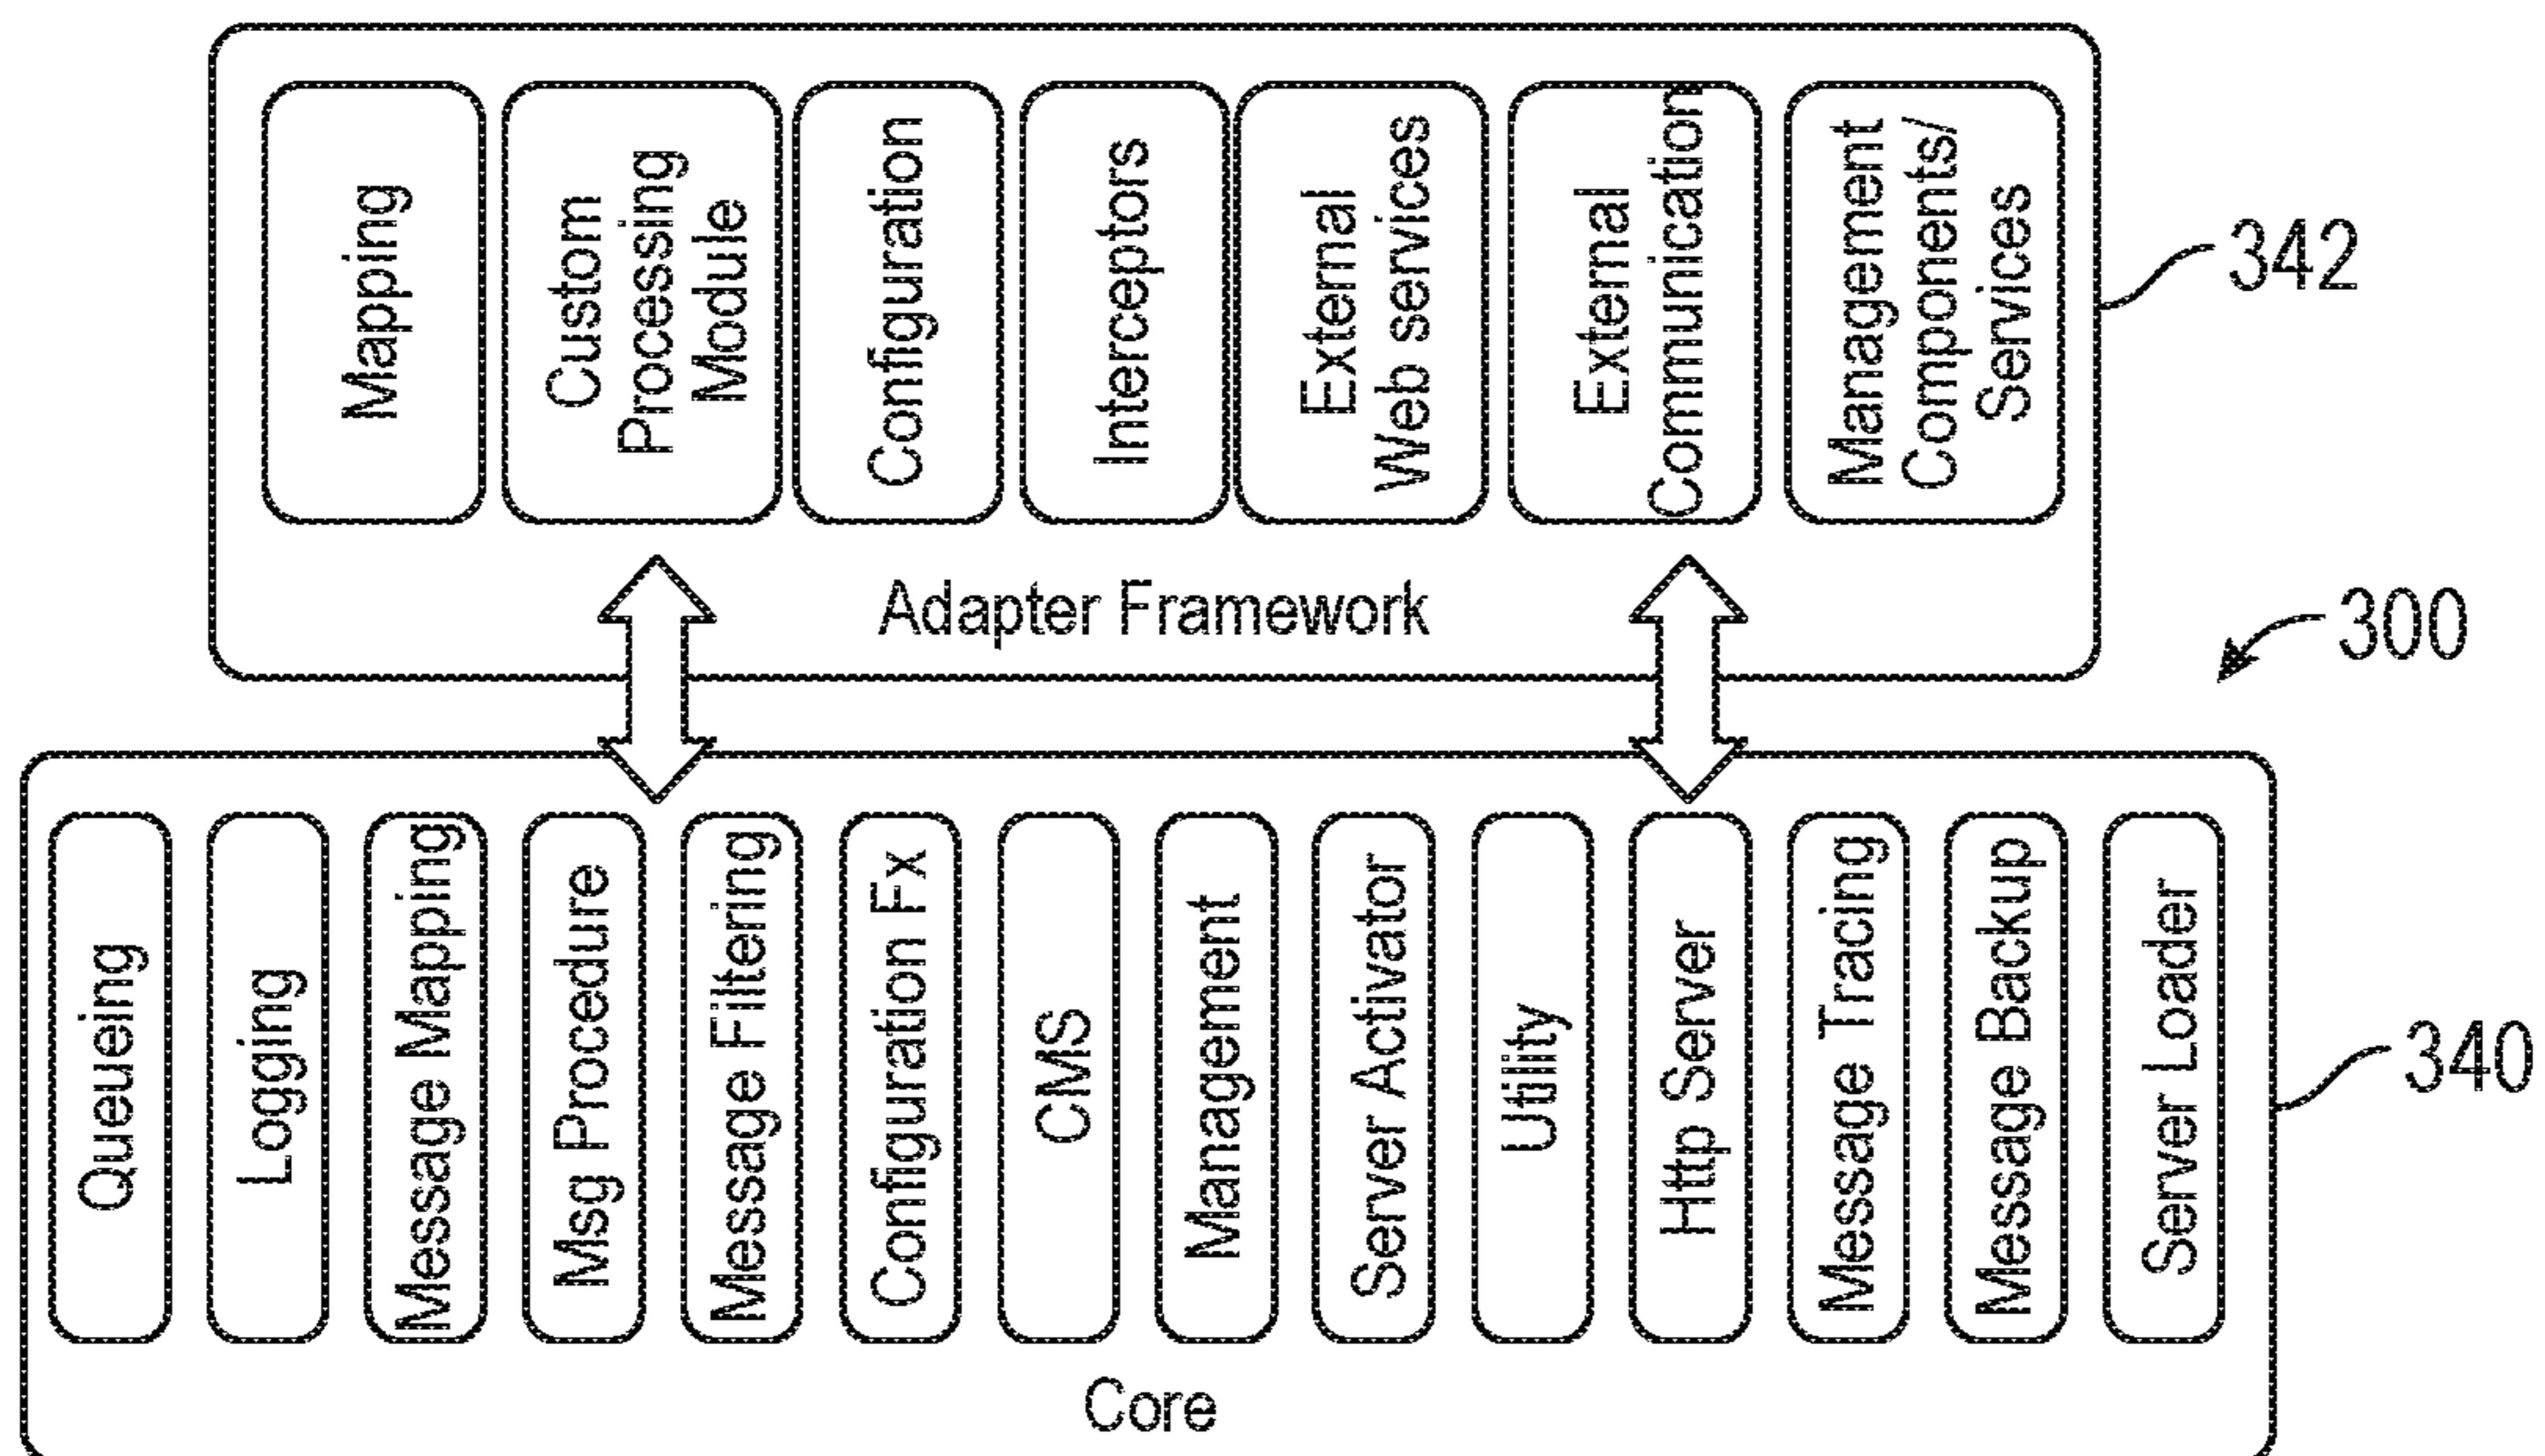 Mapping
Custom
Processing
Module
Configuration
Interceptors
External
Web services
External
Communication
Management
Components/
Services
Adapter Framework
342
300
Queueing
Logging
Message Mapping
Msg Procedure
Message Filtering
Configuration Fx
CMS
Management
Server Activator
Utility
Http Server
Message Tracing
Message Backup
Server Loader
Core
340